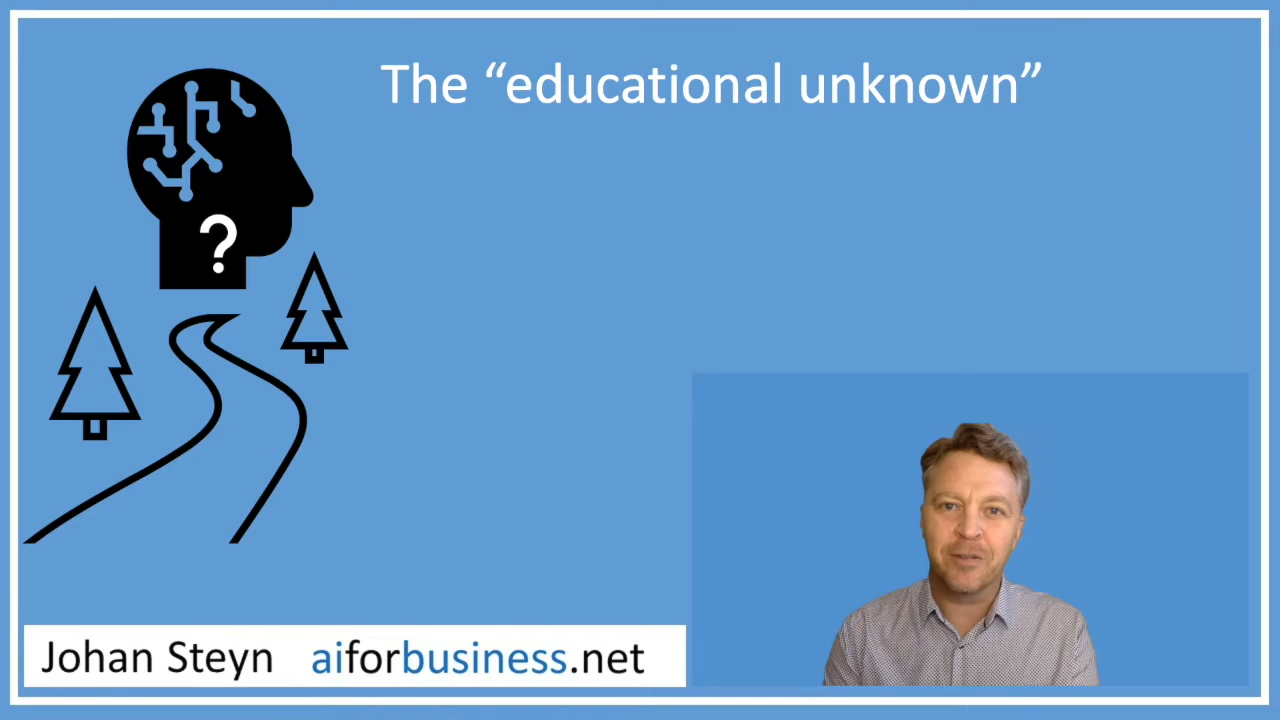 The “educational unknown”
?
Johan Steyn aiforbusiness.net